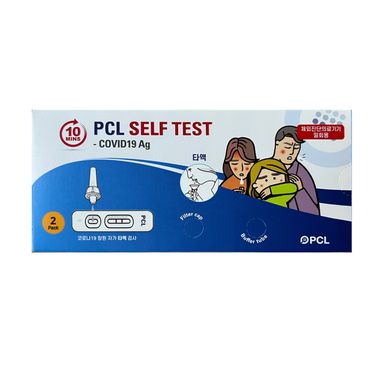 10
MINS
PCL SELF TEST
- COVID19 Ag
체외진단의료기기
일회용
타액
Filter cap
Buffer tube
2
Pack
PCL
코로나19 항원 자가 타액 검사
PCL